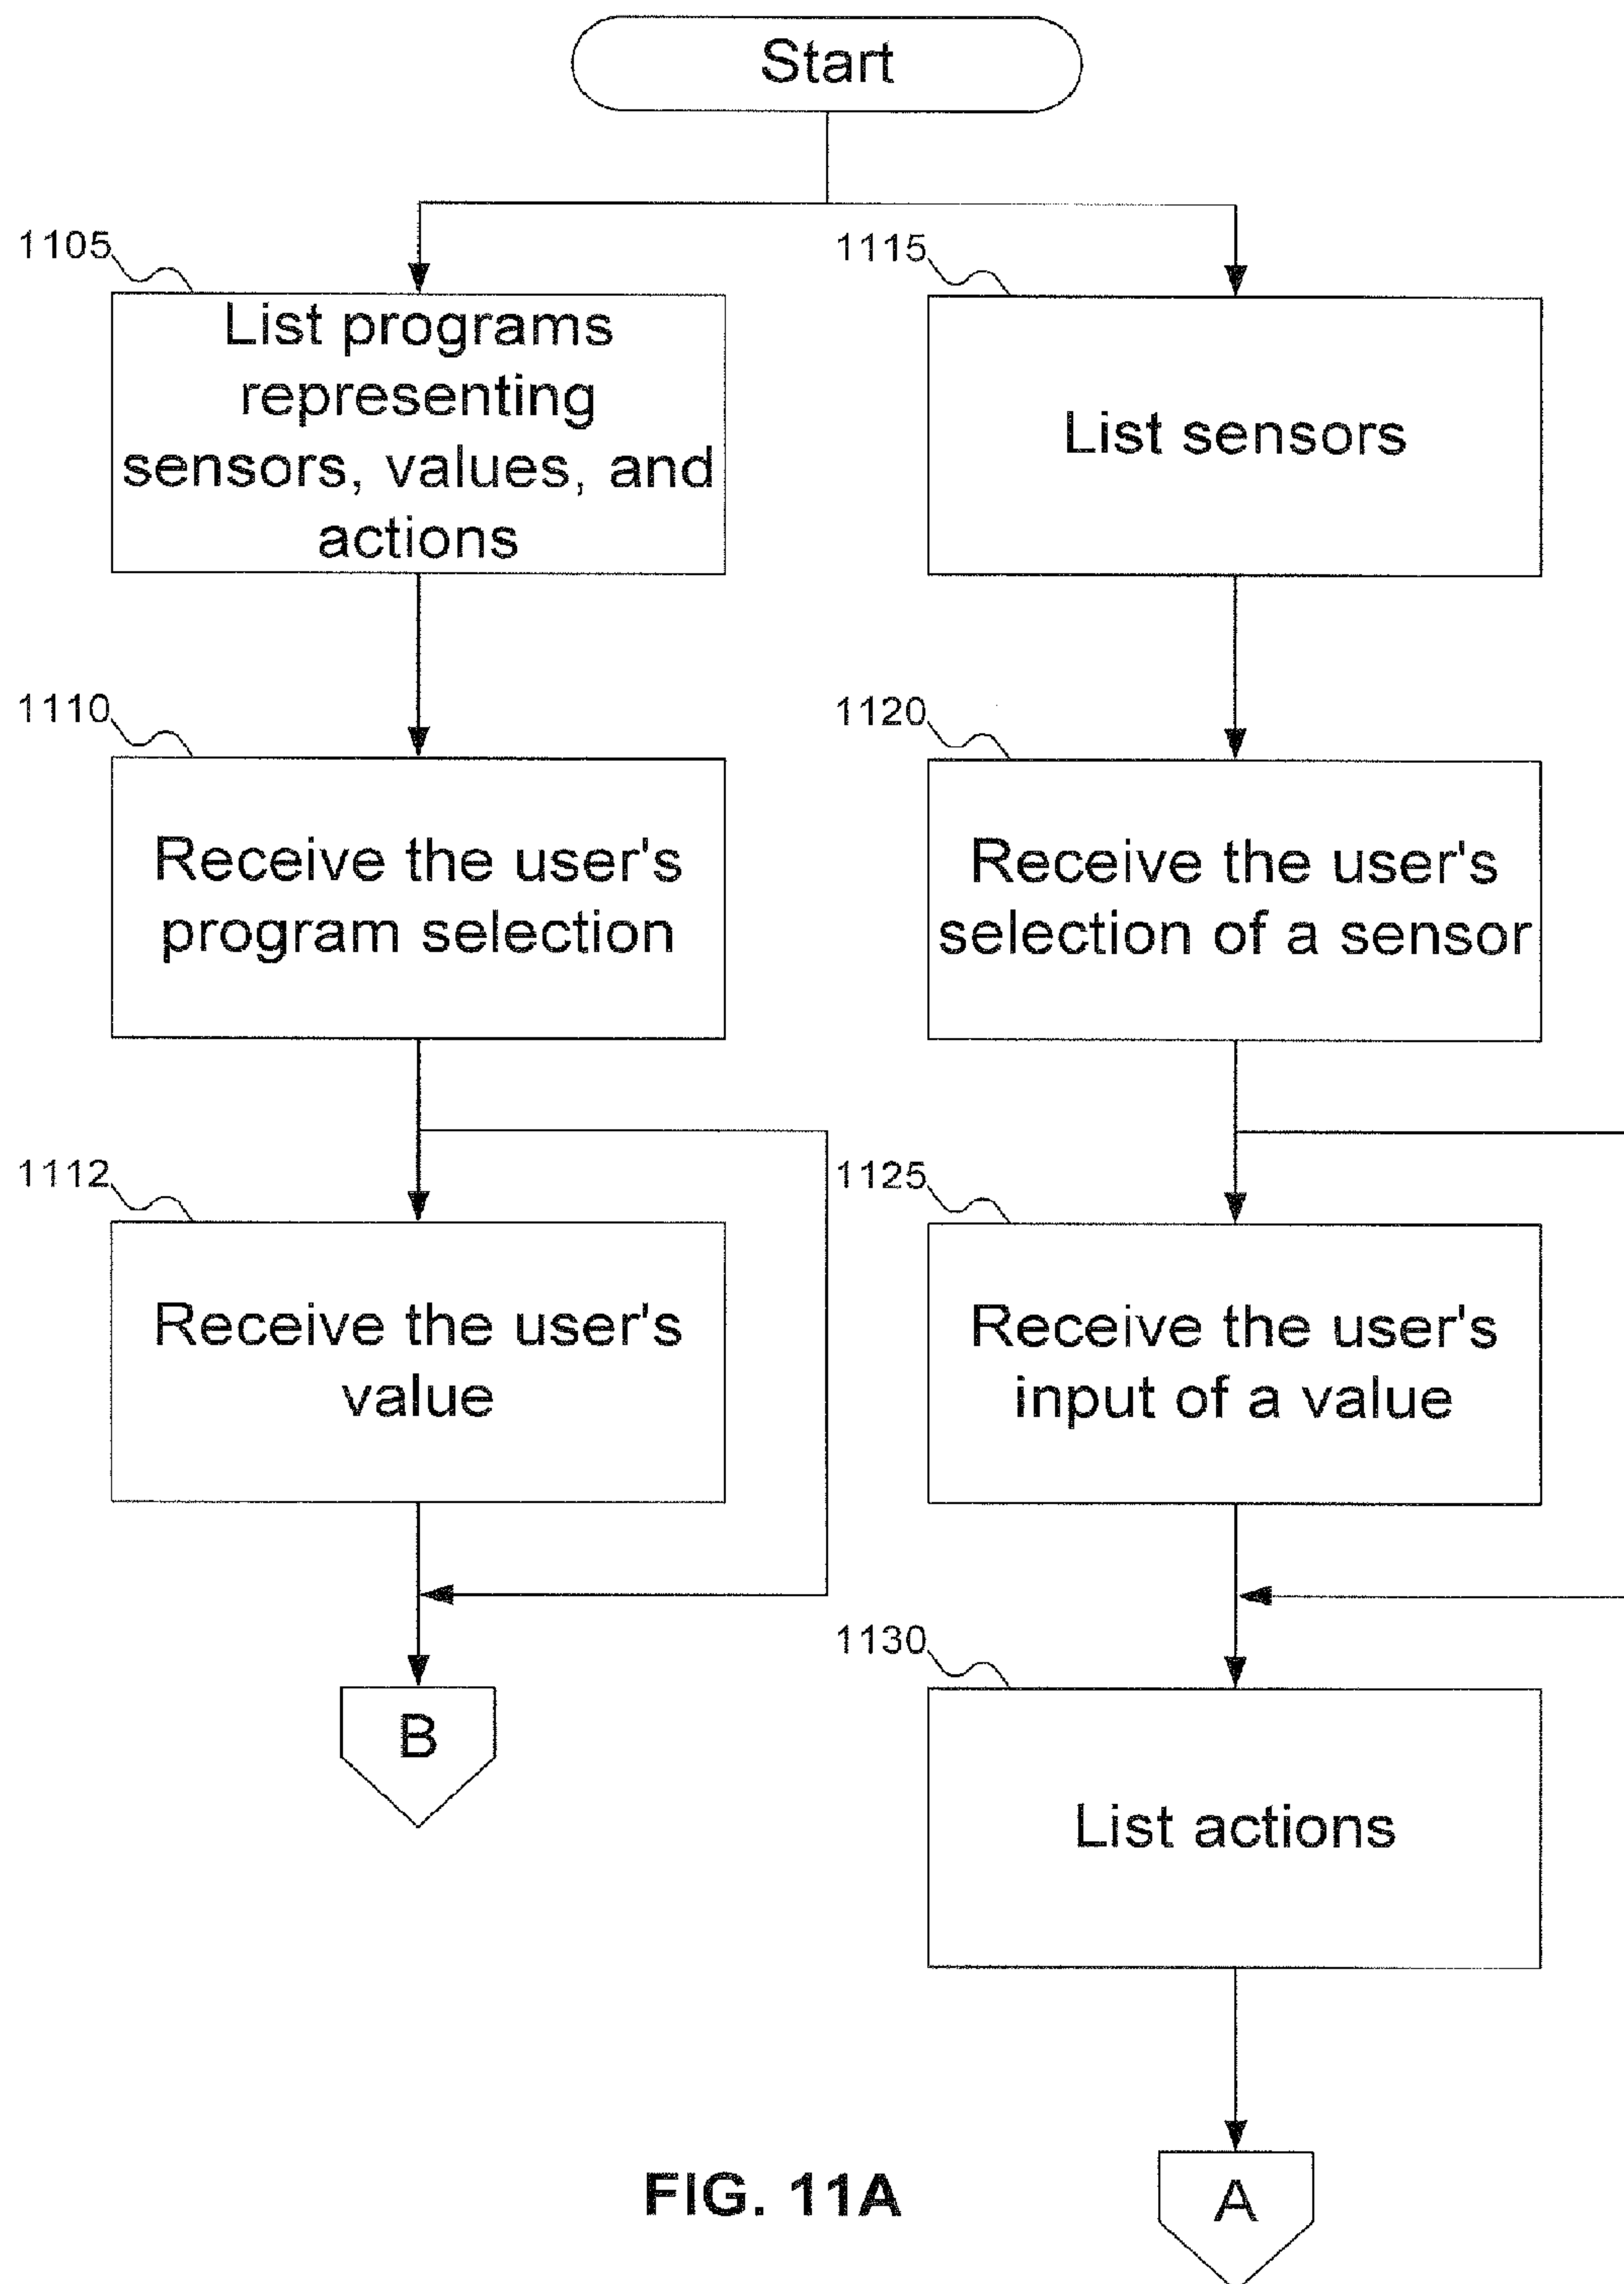 Start
1105
List programs
representing
sensors, values, and
actions
1115
List sensors
1110
Receive the user's
program selection
1120
Receive the user's
selection of a sensor
1112
Receive the user's
value
1125
Receive the user's
input of a value
B
1130
List actions
A
FIG. 11A